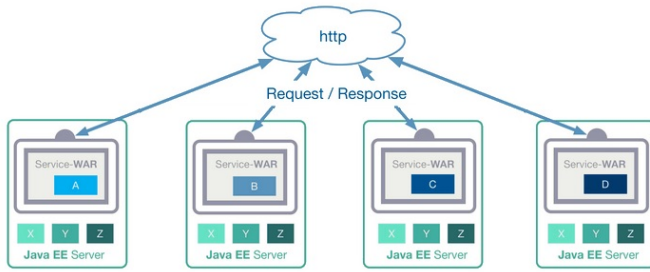 http
Request / Response
Service-WAR
A
X Y Z
Java EE Server
Service-WAR
B
X Y Z
Java EE Server
Service-WAR
C
X Y Z
Java EE Server
Service-WAR
D
X Y Z
Java EE Server